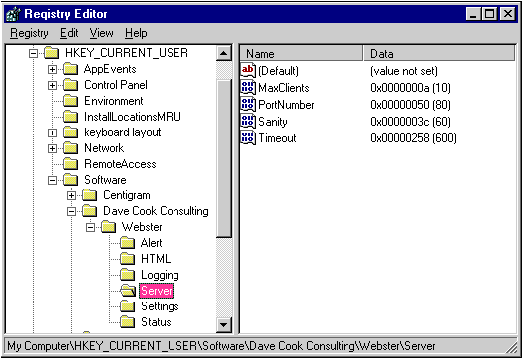 Registry Editor
Registry Edit View Help
HKEY_CURRENT_USER
AppEvents
Control Panel
Environment
InstallLocationsMRU
keyboard layout
Network
RemoteAccess
Software
Centigram
Dave Cook Consulting
Webster
Alert
HTML
Logging
Server
Settings
Status
Name Data
(Default) (value not set)
MaxClients 0x0000000a (10)
PortNumber 0x00000050 (80)
Sanity 0x0000003c (60)
Timeout 0x00000258 (600)
My Computer\HKEY_CURRENT_USER\Software\Dave Cook Consulting\Webster\Server